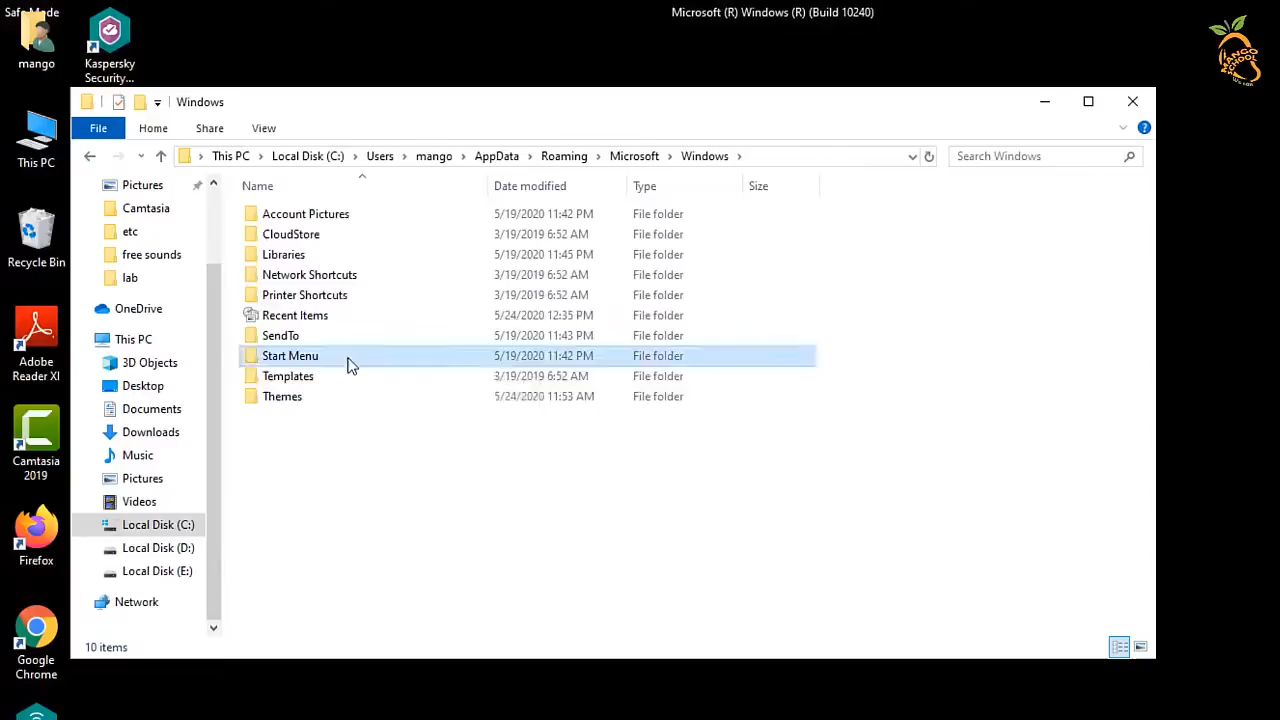 Safe Mode
Microsoft (R) Windows (R) (Build 10240)
MANGO
SCHOOL
mango
Kaspersky
Security...
This PC
Recycle Bin
Adobe
Reader XI
Camtasia
2019
Firefox
Google
Chrome
Windows
File Home Share View
This PC Local Disk (C:) Users mango AppData Roaming Microsoft Windows
Search Windows
Name Date modified Type Size
Pictures
Camtasia
etc
free sounds
lab
OneDrive
This PC
3D Objects
Desktop
Documents
Downloads
Music
Pictures
Videos
Local Disk (C:)
Local Disk (D:)
Local Disk (E:)
Network
Account Pictures 5/19/2020 11:42 PM File folder
CloudStore 3/19/2019 6:52 AM File folder
Libraries 5/19/2020 11:45 PM File folder
Network Shortcuts 3/19/2019 6:52 AM File folder
Printer Shortcuts 3/19/2019 6:52 AM File folder
Recent Items 5/24/2020 12:35 PM File folder
SendTo 5/19/2020 11:43 PM File folder
Start Menu 5/19/2020 11:42 PM File folder
Templates 3/19/2019 6:52 AM File folder
Themes 5/24/2020 11:53 AM File folder
10 items